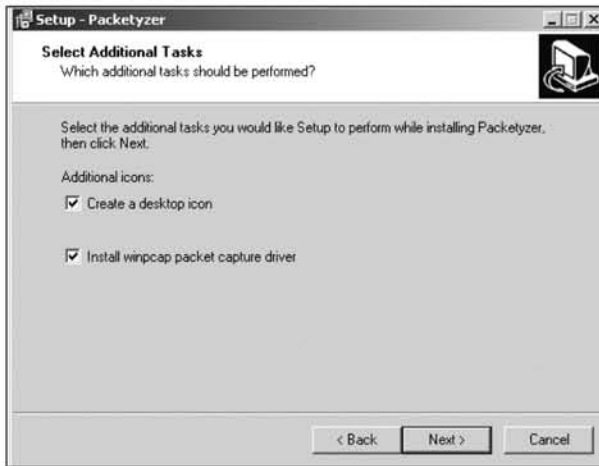 Setup - Packetyzer
Select Additional Tasks
Which additional tasks should be performed?
Select the additional tasks you would like Setup to perform while installing Packetyzer,
then click Next.
Additional icons:
Create a desktop icon
Install winpcap packet capture driver
< Back
Next >
Cancel